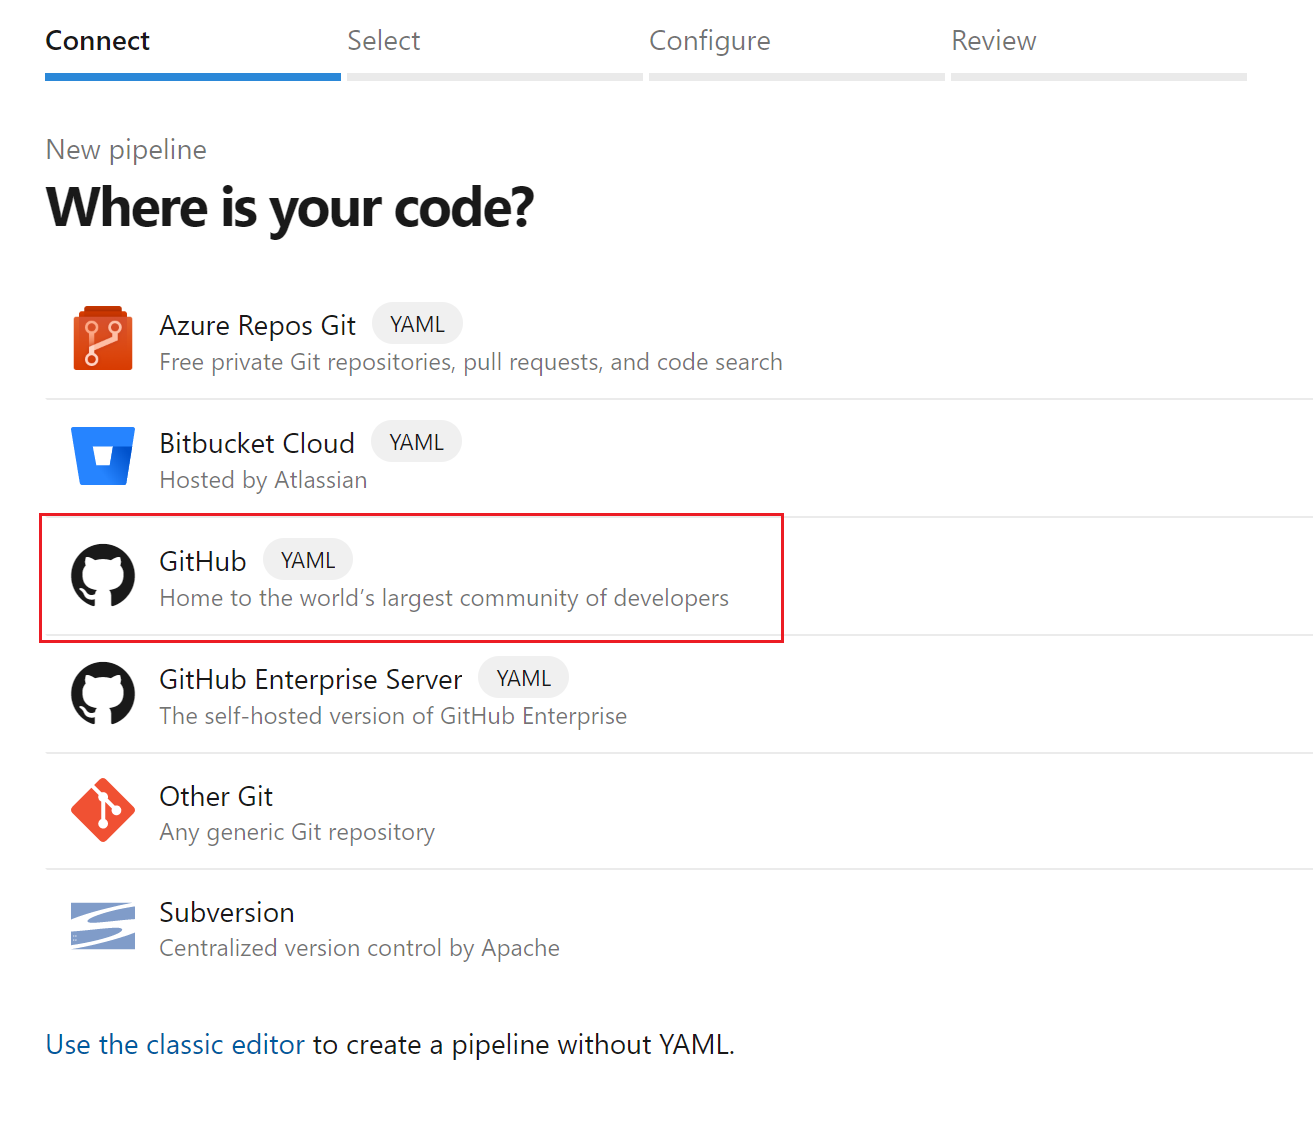 Connect Select Configure Review
New pipeline
Where is your code?
Azure Repos Git YAML
Free private Git repositories, pull requests, and code search
Bitbucket Cloud YAML
Hosted by Atlassian
GitHub YAML
Home to the world’s largest community of developers
GitHub Enterprise Server YAML
The self-hosted version of GitHub Enterprise
Other Git
Any generic Git repository
Subversion
Centralized version control by Apache
Use the classic editor to create a pipeline without YAML.